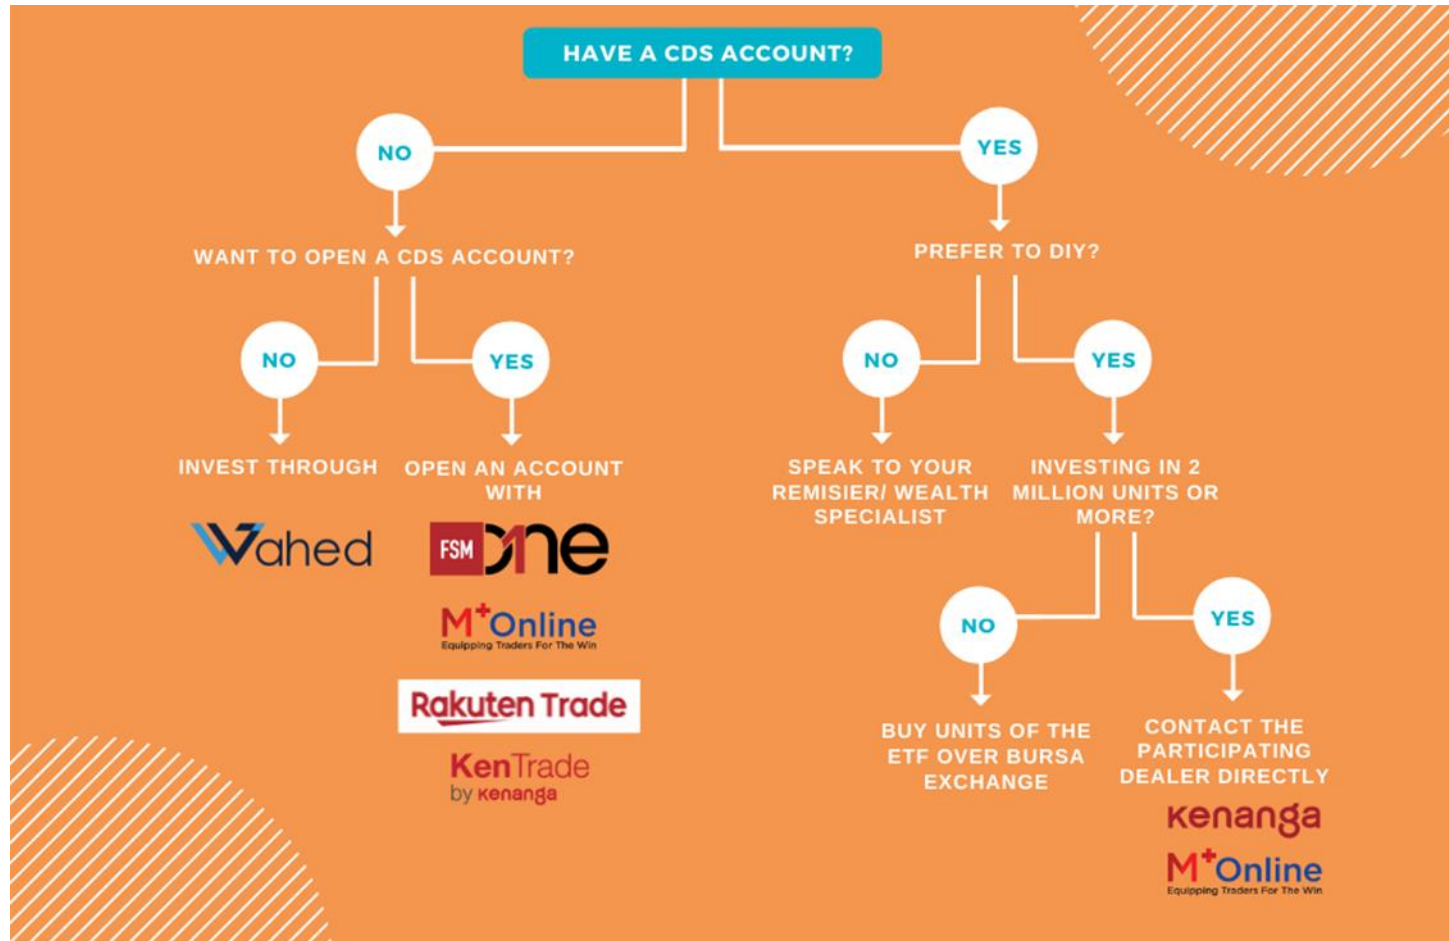 HAVE A CDS ACCOUNT?
NO
YES
WANT TO OPEN A CDS ACCOUNT?
PREFER TO DIY?
NO
YES
NO
YES
INVEST THROUGH
Wahed
OPEN AN ACCOUNT
WITH
FSM one
M+Online
Equipping Traders For The Win
Rakuten Trade
KenTrade
by kenanga
SPEAK TO YOUR
REMISIER/ WEALTH
SPECIALIST
INVESTING IN 2
MILLION UNITS OR
MORE?
NO
YES
BUY UNITS OF THE
ETF OVER BURSA
EXCHANGE
CONTACT THE
PARTICIPATING
DEALER DIRECTLY
kenanga
M+Online
Equipping Traders For The Win